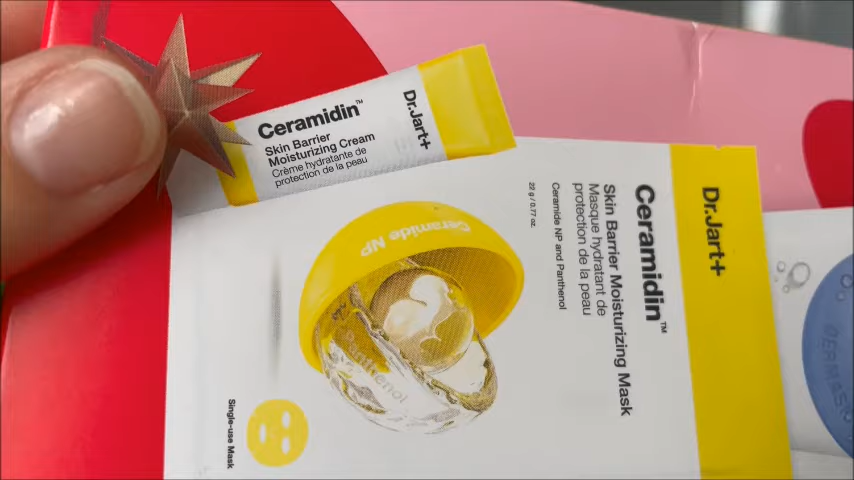 Ceramidin™
Skin Barrier
Moisturizing Cream
Crème hydratante de
protection de la peau
Dr.Jart+
Dr.Jart+
Ceramidin™
Skin Barrier Moisturizing Mask
Masque hydratant de
protection de la peau
Ceramide NP and Panthenol
22 g / 0.77 oz.
Ceramide NP
Panthenol
Single-use Mask
DERMASK